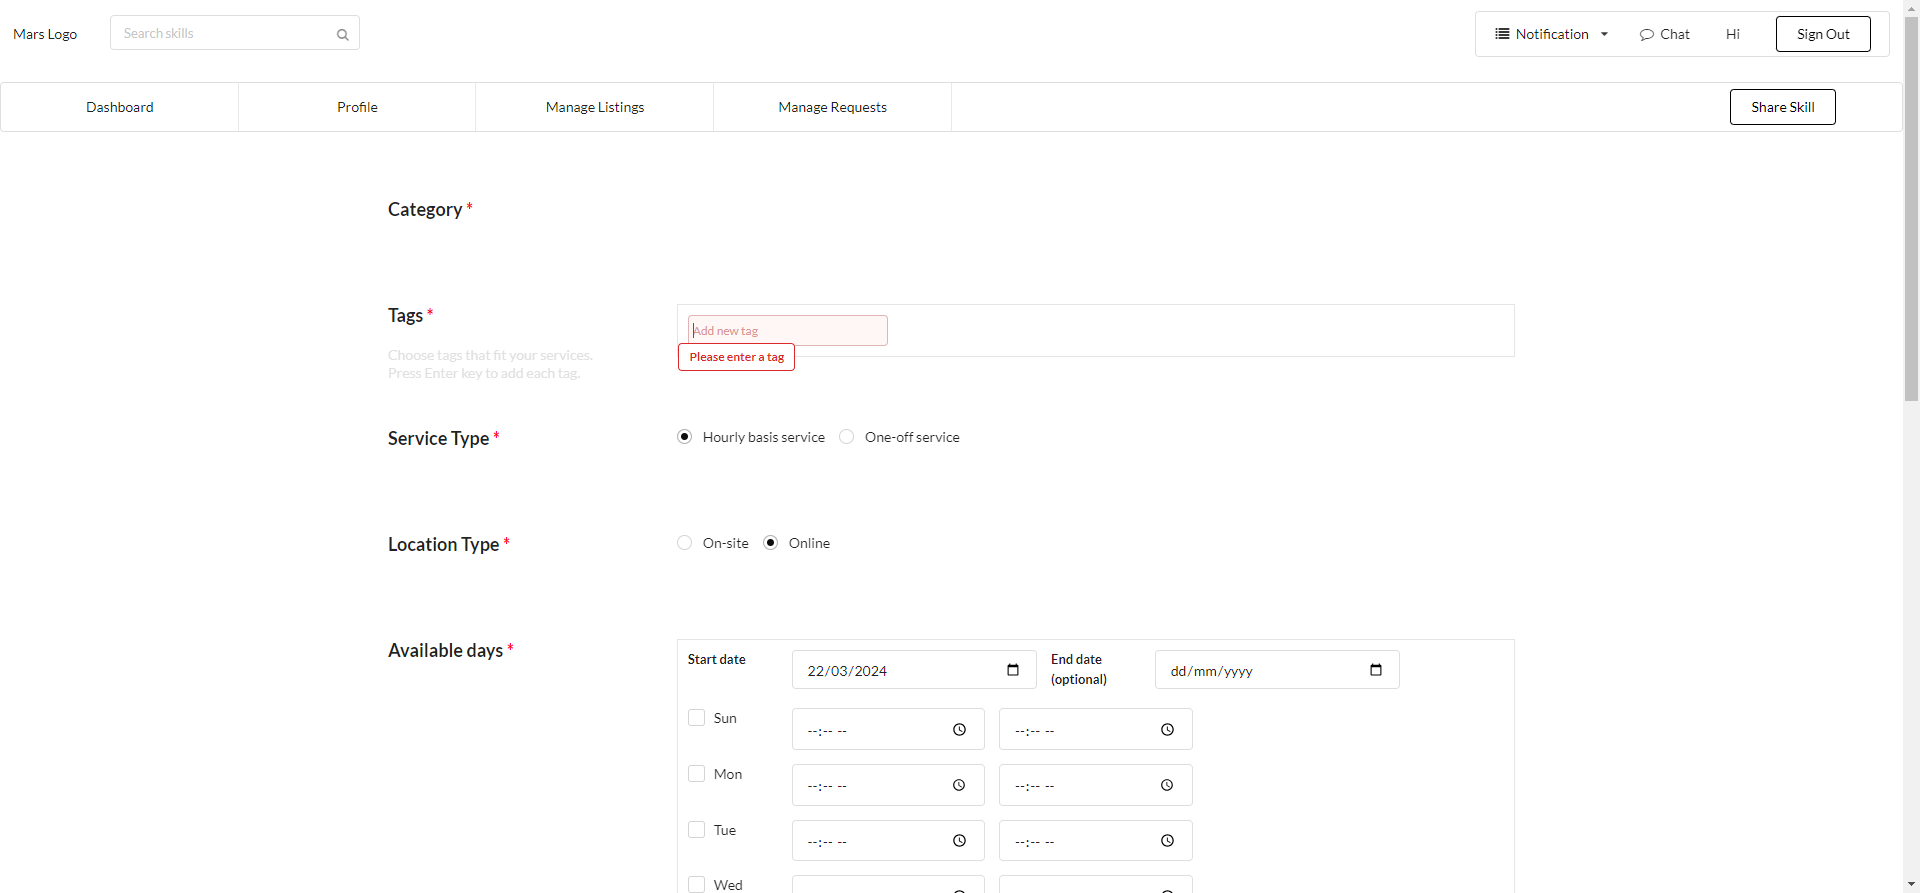 Mars Logo
Search skills
Notification
Chat
Hi
Sign Out
Dashboard
Profile
Manage Listings
Manage Requests
Share Skill
Category *
Tags *
Choose tags that fit your services.
Press Enter key to add each tag.
Add new tag
Please enter a tag
Service Type *
Hourly basis service
One-off service
Location Type *
On-site
Online
Available days *
Start date
22/03/2024
End date
(optional)
dd/mm/yyyy
Sun
--:-- --
--:-- --
Mon
--:-- --
--:-- --
Tue
--:-- --
--:-- --
Wed